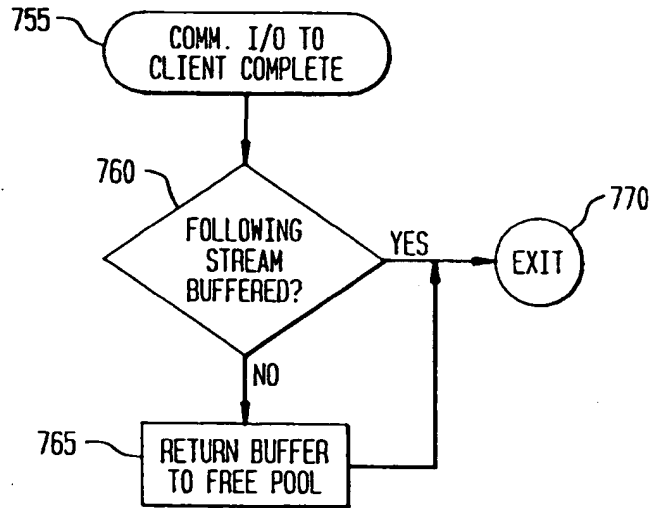 755
COMM. I/O TO
CLIENT COMPLETE
760
FOLLOWING
STREAM
BUFFERED?
YES
770
EXIT
NO
765
RETURN BUFFER
TO FREE POOL